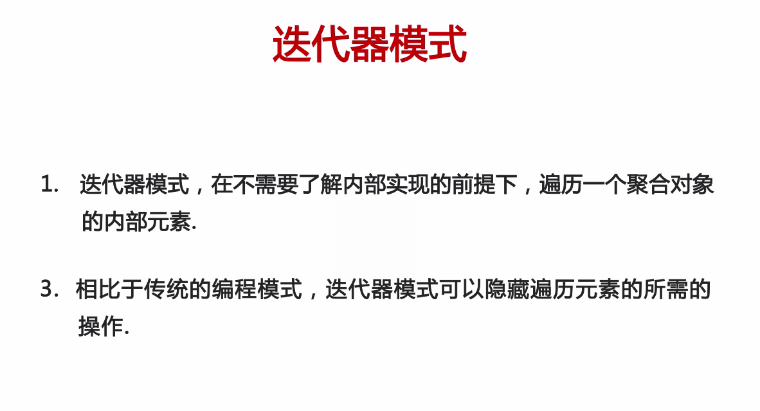 迭代器模式
1. 迭代器模式，在不需要了解内部实现的前提下，遍历一个聚合对象
的内部元素.
3. 相比于传统的编程模式，迭代器模式可以隐藏遍历元素的所需的
操作.